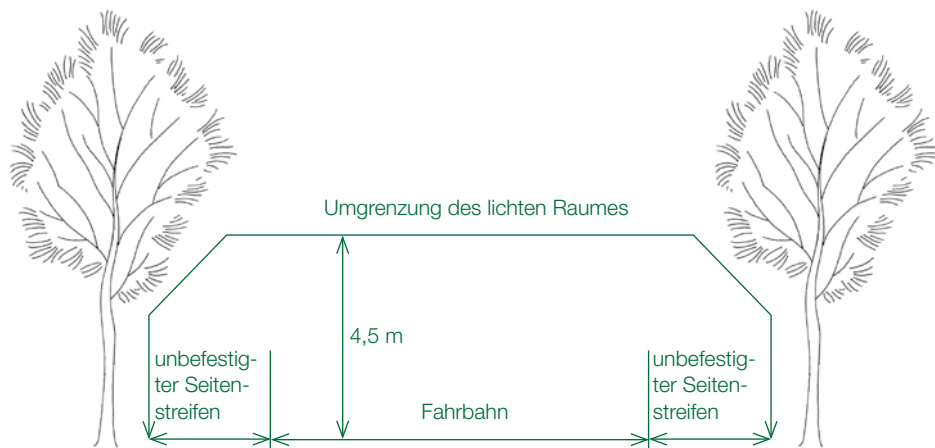 Umgrenzung des lichten Raumes
4,5 m
unbefestig-
ter Seiten-
streifen
Fahrbahn
unbefestig-
ter Seiten-
streifen